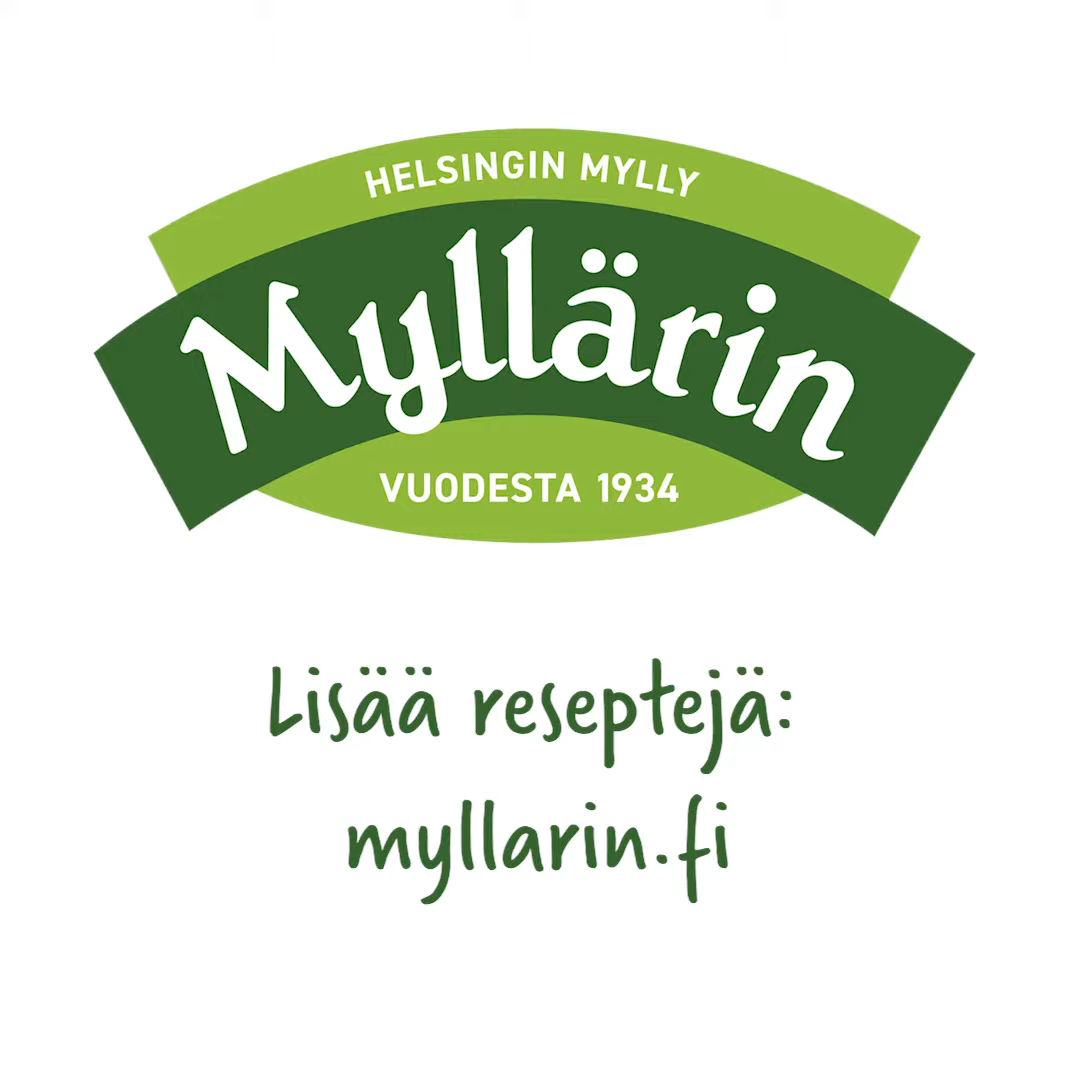 HELSINGIN MYLLY
Myllärin
VUODESTA 1934
Lisää reseptejä:
myllarin.fi